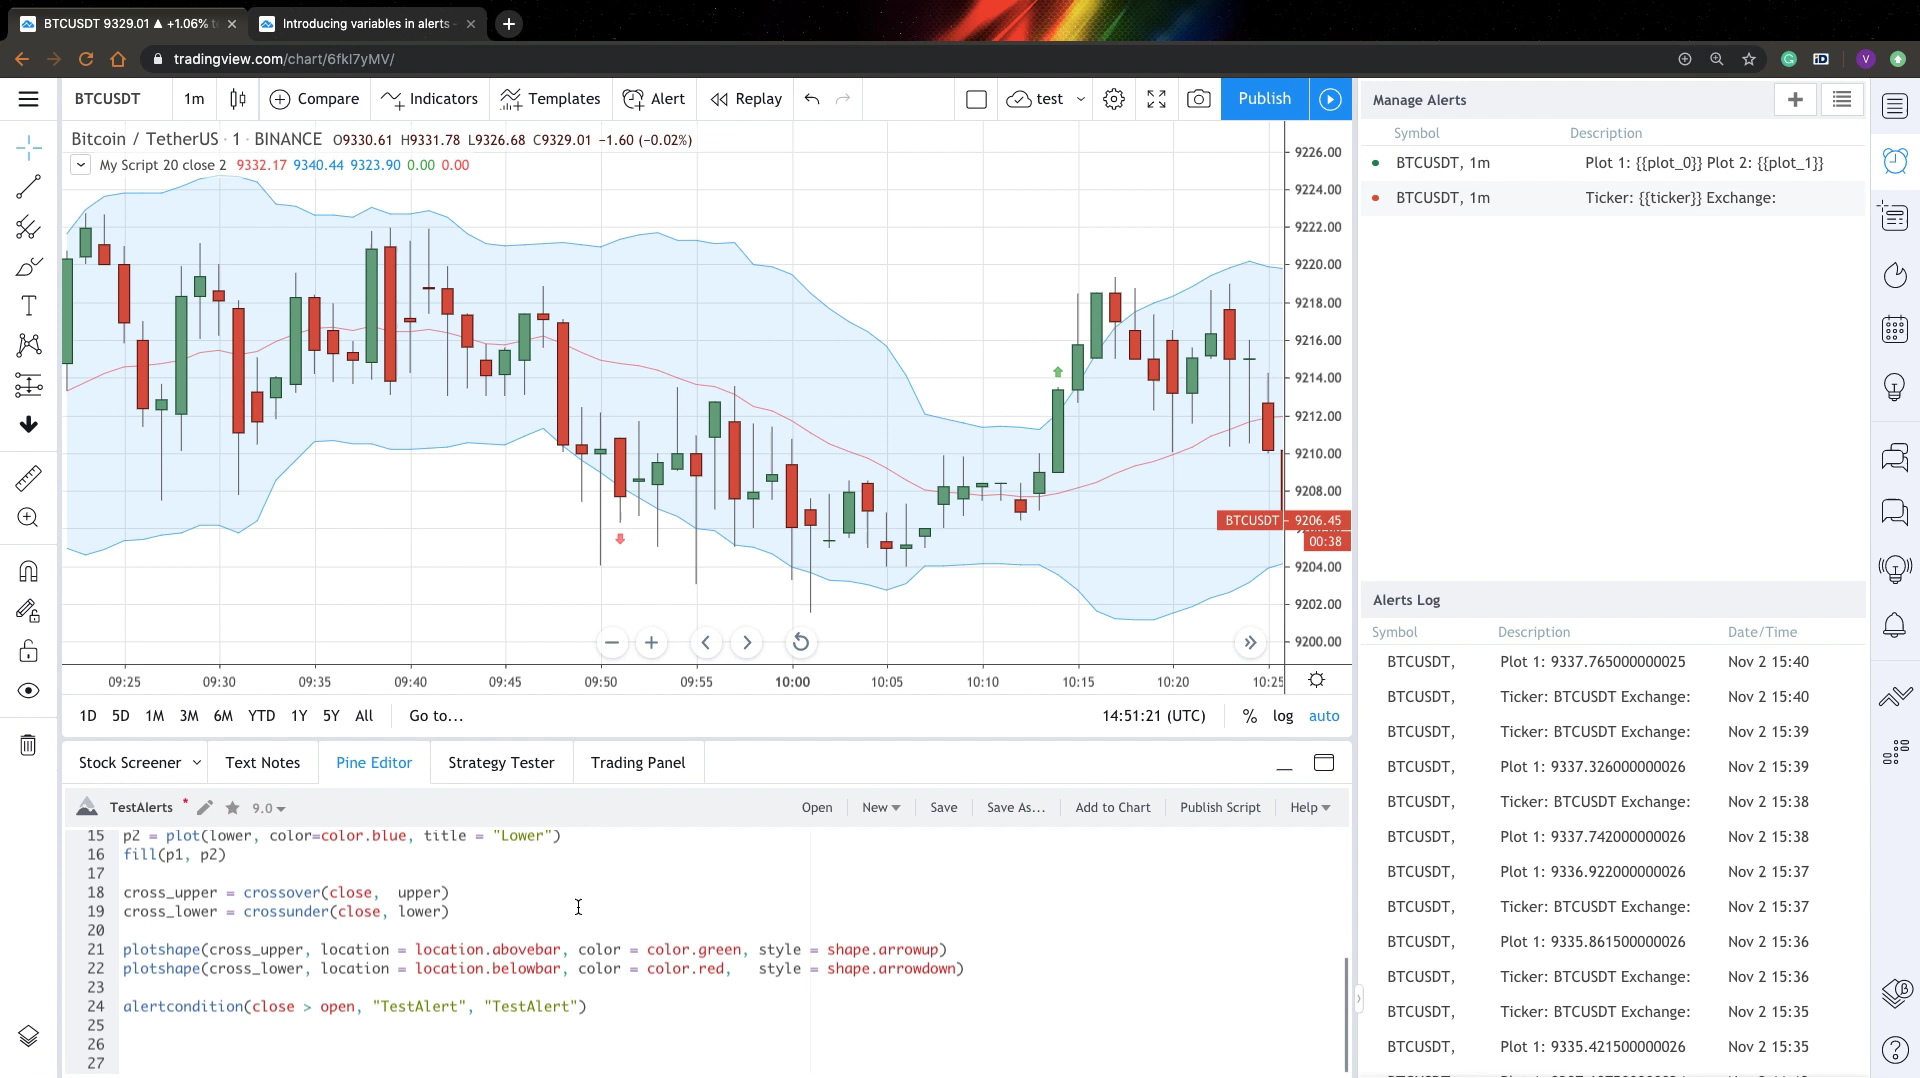 BTCUSDT 9329.01 ▲ +1.06%
Introducing variables in alerts -
tradingview.com/chart/6fkI7yMV/
V
BTCUSDT 1m Compare Indicators Templates Alert Replay test Publish
Bitcoin / TetherUS · 1 · BINANCE O9330.61 H9331.78 L9326.68 C9329.01 −1.60 (−0.02%)
My Script 20 close 2 9332.17 9340.44 9323.90 0.00 0.00
9226.00
9224.00
9222.00
9220.00
9218.00
9216.00
9214.00
9212.00
9210.00
9208.00
BTCUSDT 9206.45
00:38
9204.00
9202.00
9200.00
09:25 09:30 09:35 09:40 09:45 09:50 09:55 10:00 10:05 10:10 10:15 10:20 10:25
1D 5D 1M 3M 6M YTD 1Y 5Y All Go to... 14:51:21 (UTC) % log auto
Stock Screener Text Notes Pine Editor Strategy Tester Trading Panel
TestAlerts * 9.0 Open New Save Save As... Add to Chart Publish Script Help
15 p2 = plot(lower, color=color.blue, title = "Lower")
16 fill(p1, p2)
17
18 cross_upper = crossover(close, upper)
19 cross_lower = crossunder(close, lower)
20
21 plotshape(cross_upper, location = location.abovebar, color = color.green, style = shape.arrowup)
22 plotshape(cross_lower, location = location.belowbar, color = color.red, style = shape.arrowdown)
23
24 alertcondition(close > open, "TestAlert", "TestAlert")
25
26
27
Manage Alerts
Symbol Description
BTCUSDT, 1m Plot 1: {{plot_0}} Plot 2: {{plot_1}}
BTCUSDT, 1m Ticker: {{ticker}} Exchange:
Alerts Log
Symbol Description Date/Time
BTCUSDT, Plot 1: 9337.765000000025 Nov 2 15:40
BTCUSDT, Ticker: BTCUSDT Exchange: Nov 2 15:40
BTCUSDT, Ticker: BTCUSDT Exchange: Nov 2 15:39
BTCUSDT, Plot 1: 9337.326000000026 Nov 2 15:39
BTCUSDT, Ticker: BTCUSDT Exchange: Nov 2 15:38
BTCUSDT, Plot 1: 9337.742000000026 Nov 2 15:38
BTCUSDT, Plot 1: 9336.922000000026 Nov 2 15:37
BTCUSDT, Ticker: BTCUSDT Exchange: Nov 2 15:37
BTCUSDT, Plot 1: 9335.861500000026 Nov 2 15:36
BTCUSDT, Ticker: BTCUSDT Exchange: Nov 2 15:36
BTCUSDT, Ticker: BTCUSDT Exchange: Nov 2 15:35
BTCUSDT, Plot 1: 9335.421500000026 Nov 2 15:35